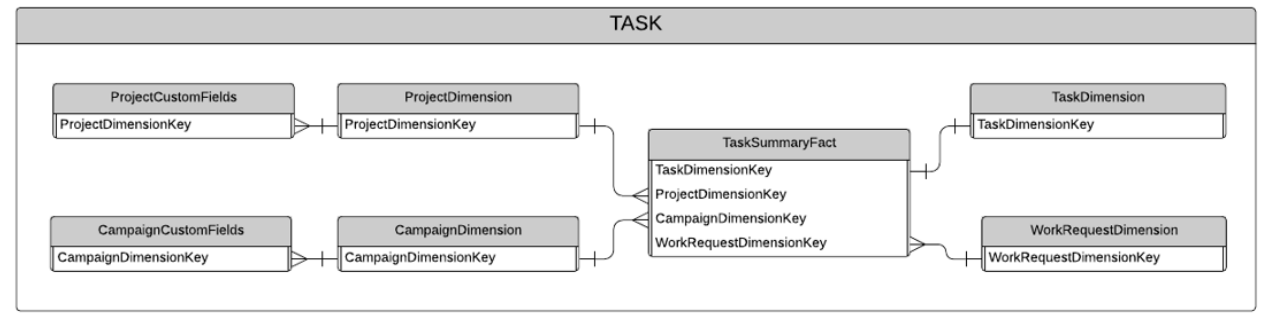 TASK
ProjectCustomFields
ProjectDimensionKey
ProjectDimension
ProjectDimensionKey
TaskDimension
TaskDimensionKey
TaskSummaryFact
TaskDimensionKey
ProjectDimensionKey
CampaignDimensionKey
WorkRequestDimensionKey
CampaignCustomFields
CampaignDimensionKey
CampaignDimension
CampaignDimensionKey
WorkRequestDimension
WorkRequestDimensionKey